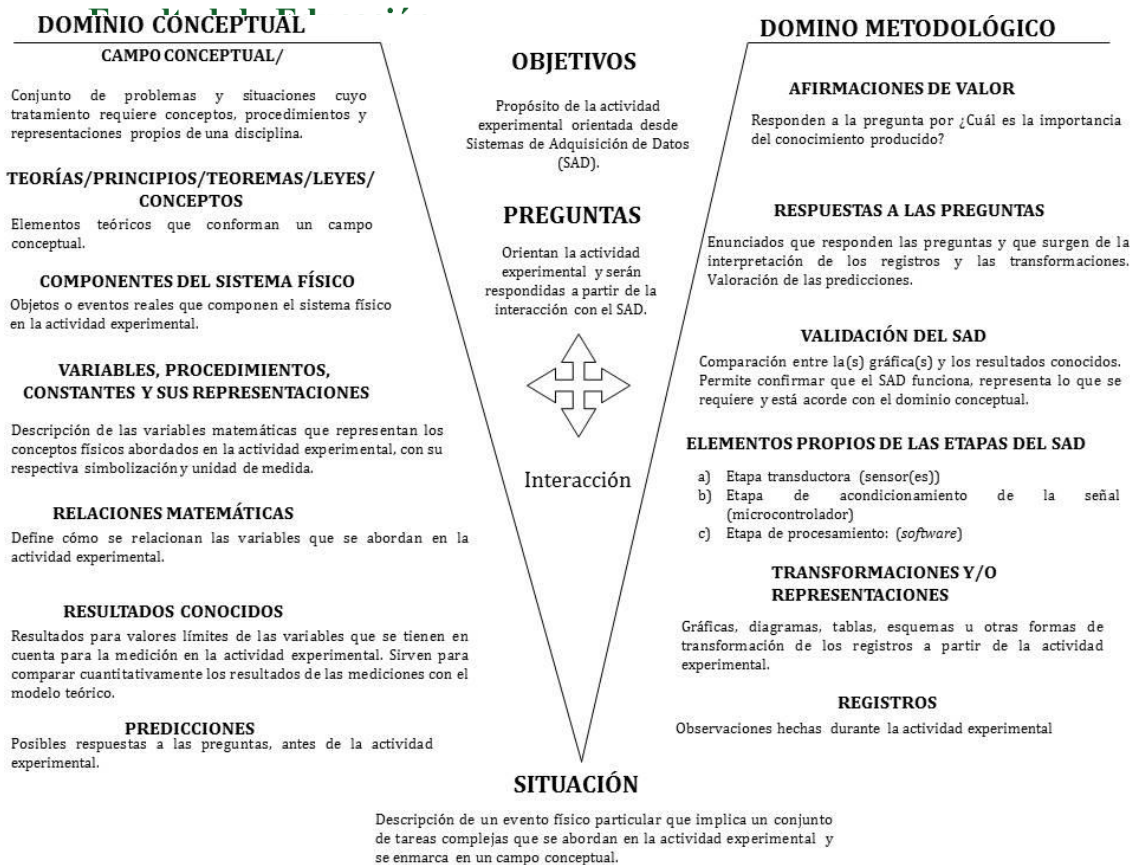 DOMINIO CONCEPTUAL
CAMPO CONCEPTUAL/
Conjunto de problemas y situaciones cuyo
tratamiento requiere conceptos, procedimientos y
representaciones propios de una disciplina.
TEORÍAS/PRINCIPIOS/TEOREMAS/LEYES/
CONCEPTOS
Elementos teóricos que conforman un campo
conceptual.
COMPONENTES DEL SISTEMA FÍSICO
Objetos o eventos reales que componen el sistema físico
en la actividad experimental.
VARIABLES, PROCEDIMIENTOS,
CONSTANTES Y SUS REPRESENTACIONES
Descripción de las variables matemáticas que representan los
conceptos físicos abordados en la actividad experimental, con su
respectiva simbolización y unidad de medida.
RELACIONES MATEMÁTICAS
Define cómo se relacionan las variables que se abordan en la
actividad experimental.
RESULTADOS CONOCIDOS
Resultados para valores límites de las variables que se tienen en
cuenta para la medición en la actividad experimental. Sirven para
comparar cuantitativamente los resultados de las mediciones con el
modelo teórico.
PREDICCIONES
Posibles respuestas a las preguntas, antes de la actividad
experimental.
OBJETIVOS
Propósito de la actividad
experimental orientada desde
Sistemas de Adquisición de Datos
(SAD).
PREGUNTAS
Orientan la actividad
experimental y serán
respondidas a partir de la
interacción con el SAD.
Interacción
DOMINO METODOLÓGICO
AFIRMACIONES DE VALOR
Responden a la pregunta por ¿Cuál es la importancia
del conocimiento producido?
RESPUESTAS A LAS PREGUNTAS
Enunciados que responden las preguntas y que surgen de la
interpretación de los registros y las transformaciones.
Valoración de las predicciones.
VALIDACIÓN DEL SAD
Comparación entre la(s) gráfica(s) y los resultados conocidos.
Permite confirmar que el SAD funciona, representa lo que se
requiere y está acorde con el dominio conceptual.
ELEMENTOS PROPIOS DE LAS ETAPAS DEL SAD
a) Etapa transductora (sensor(es))
b) Etapa de acondicionamiento de la señal
(microcontrolador)
c) Etapa de procesamiento: (software)
TRANSFORMACIONES Y/O
REPRESENTACIONES
Gráficas, diagramas, tablas, esquemas u otras formas de
transformación de los registros a partir de la actividad
experimental.
REGISTROS
Observaciones hechas durante la actividad experimental
SITUACIÓN
Descripción de un evento físico particular que implica un conjunto
de tareas complejas que se abordan en la actividad experimental y
se enmarca en un campo conceptual.